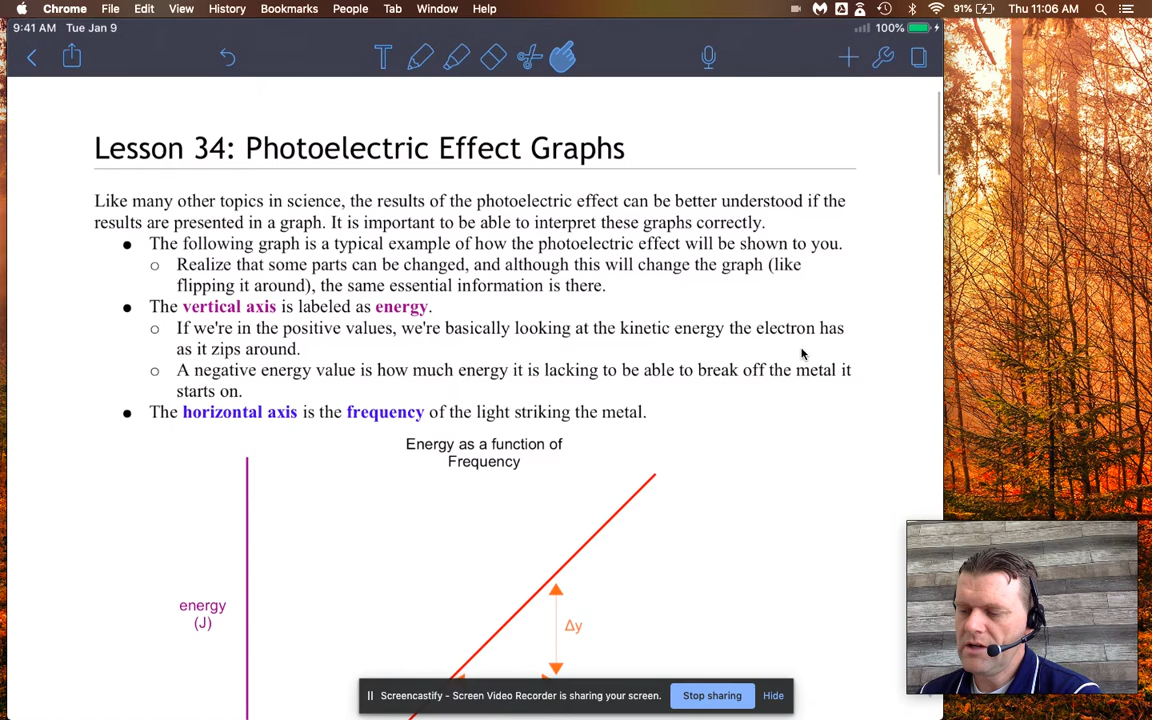 Chrome File Edit View History Bookmarks People Tab Window Help 91% Thu 11:06 AM
9:41 AM Tue Jan 9 100%
T
Lesson 34: Photoelectric Effect Graphs
Like many other topics in science, the results of the photoelectric effect can be better understood if the
results are presented in a graph. It is important to be able to interpret these graphs correctly.
● The following graph is a typical example of how the photoelectric effect will be shown to you.
○ Realize that some parts can be changed, and although this will change the graph (like
flipping it around), the same essential information is there.
● The vertical axis is labeled as energy.
○ If we're in the positive values, we're basically looking at the kinetic energy the electron has
as it zips around.
○ A negative energy value is how much energy it is lacking to be able to break off the metal it
starts on.
● The horizontal axis is the frequency of the light striking the metal.
Energy as a function of
Frequency
energy
(J)
Δy
Screencastify - Screen Video Recorder is sharing your screen. Stop sharing Hide